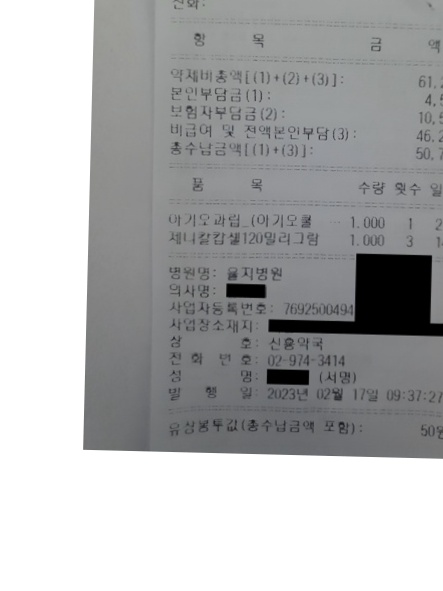 전화:
항 목 금 액
약제비총액[(1)+(2)+(3)]: 61,2
본인부담금(1): 4,5
보험자부담금(2): 10,5
비급여 및 전액본인부담(3): 46,2
총수납금액[(1)+(3)]: 50,7
품 목 수량 횟수 일
아기오과립_(아기오쿨 1.000 1 2
제니칼캅셀120밀리그람 1.000 3 14
병원명: 을지병원
의사명:
사업자등록번호: 7692500494
사업장소재지:
상 호: 신흥약국
전 화 번 호: 02-974-3414
성 명: (서명)
발 행 일: 2023년 02월 17일 09:37:27
유상봉투값(총수납금액 포함): 50원